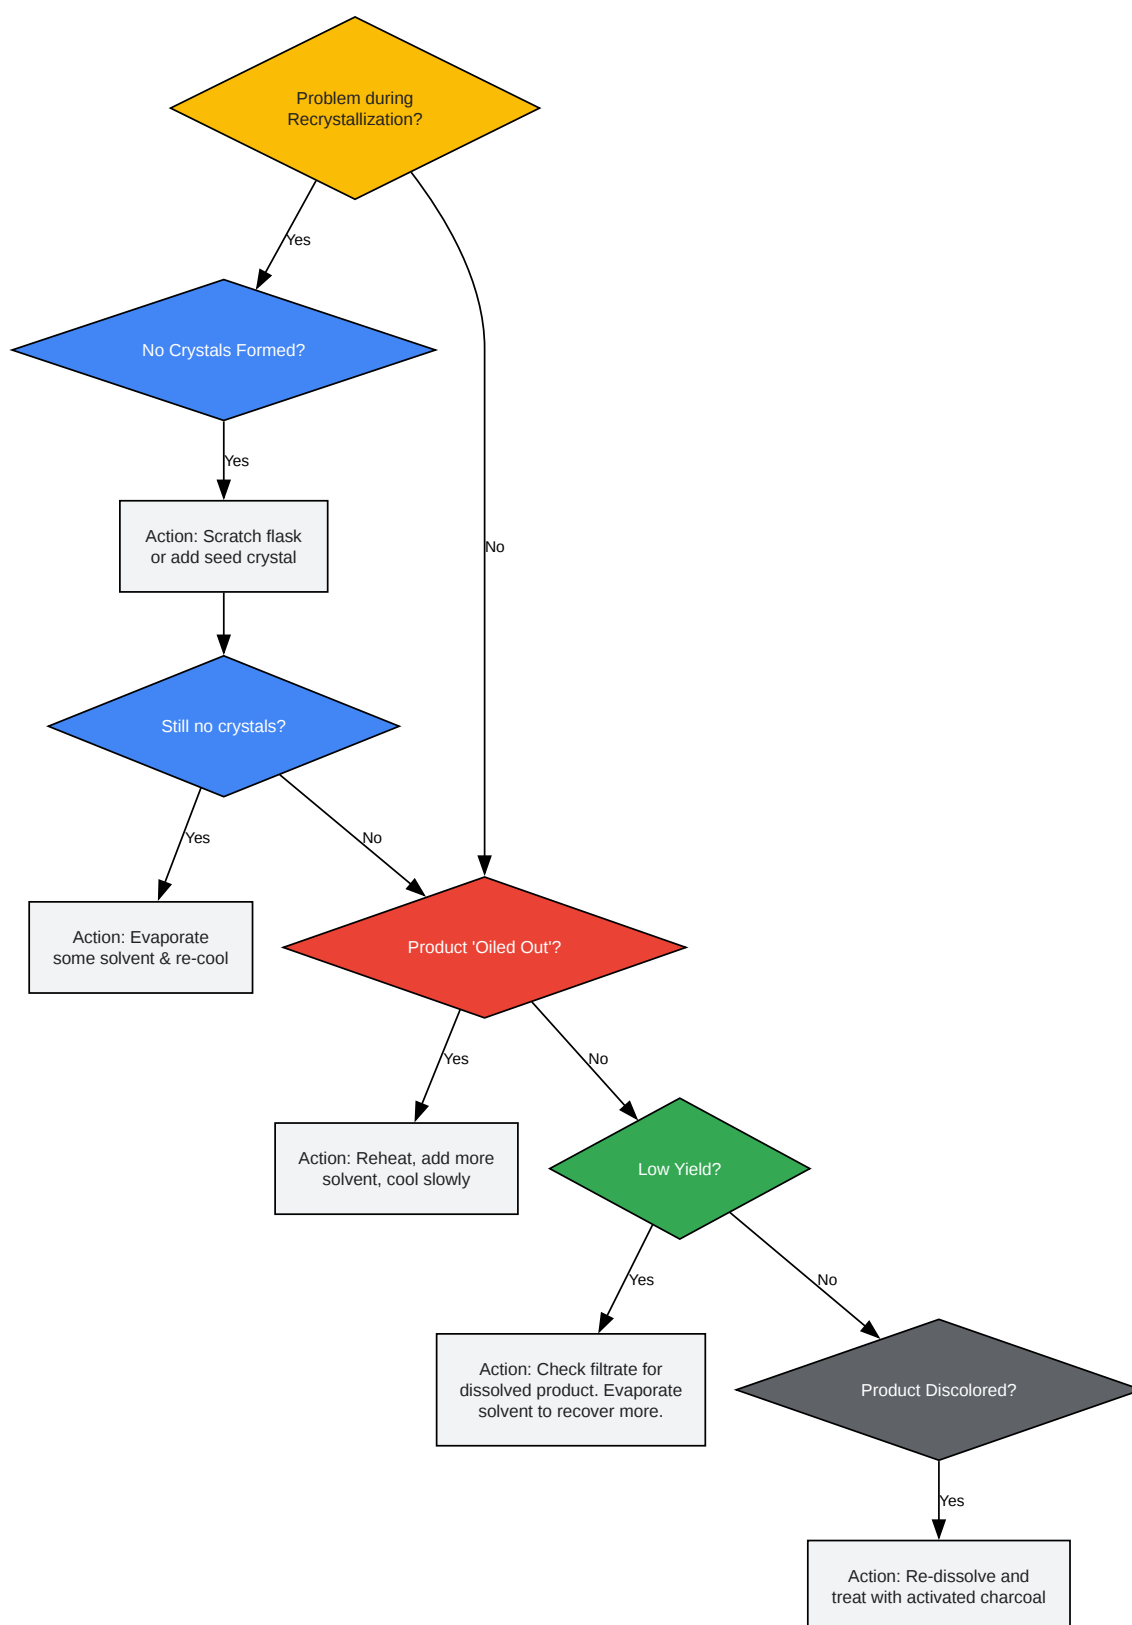 Problem during
Recrystallization?
Yes
No Crystals Formed?
Yes
Action: Scratch flask
or add seed crystal
No
Still no crystals?
Yes
No
Action: Evaporate
some solvent & re-cool
Product 'Oiled Out'?
Yes
No
Action: Reheat, add more
solvent, cool slowly
Low Yield?
Yes
No
Action: Check filtrate for
dissolved product. Evaporate
solvent to recover more.
Product Discolored?
Yes
Action: Re-dissolve and
treat with activated charcoal